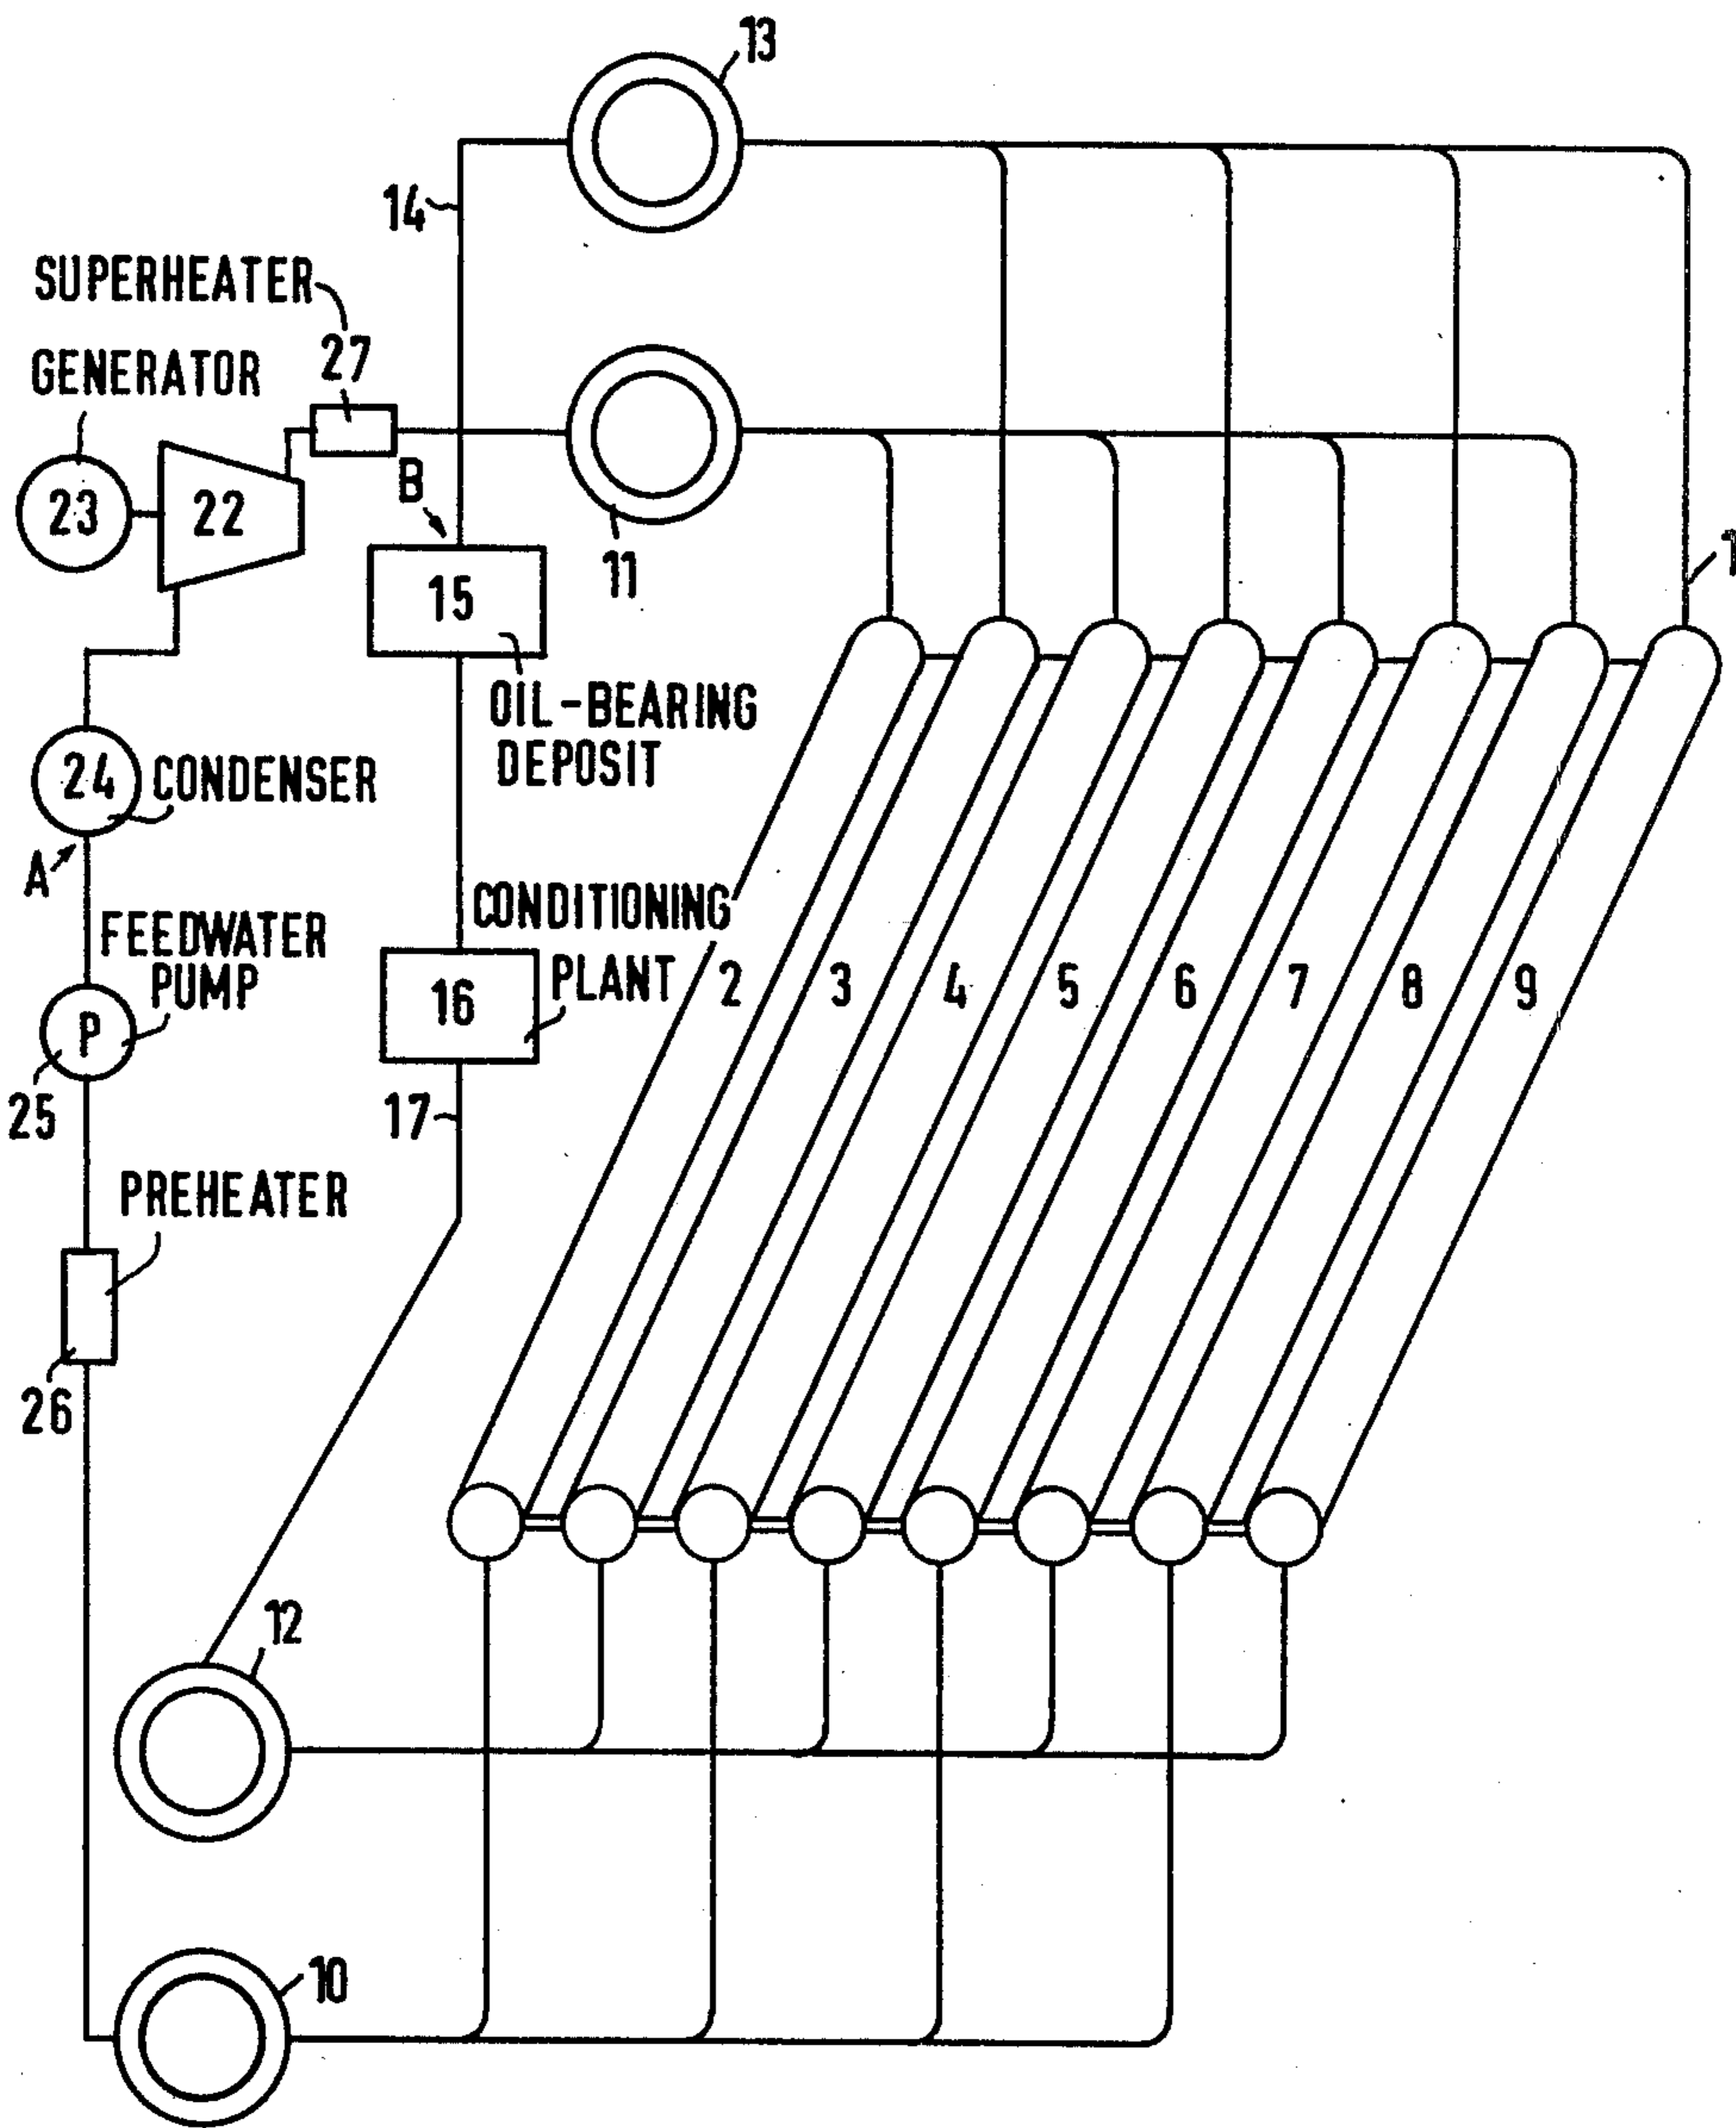 13
14
SUPERHEATER
GENERATOR 27
23 22
B
11
1
15
OIL-BEARING
DEPOSIT
24 CONDENSER
A
CONDITIONING
FEEDWATER
PUMP
PLANT
16
2 3 4 5 6 7 8 9
P
25
17
PREHEATER
26
12
10